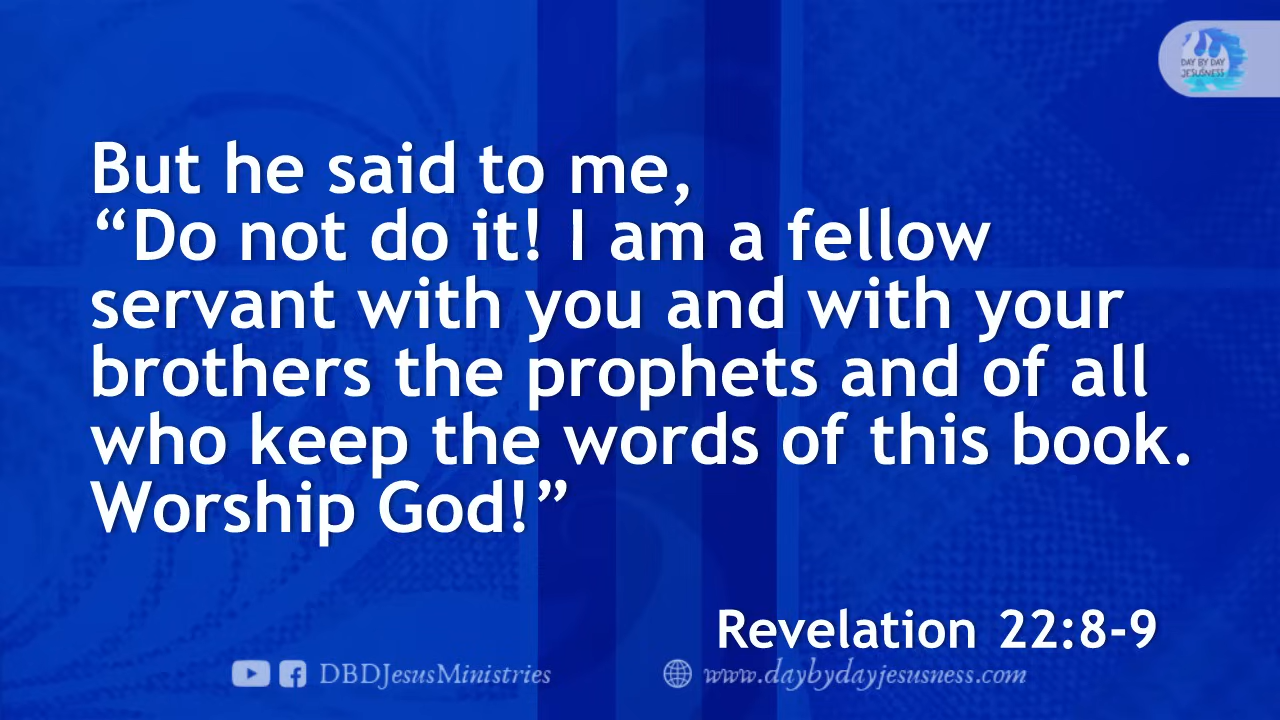 DAY BY DAY
JESUSNESS
But he said to me,
“Do not do it! I am a fellow
servant with you and with your
brothers the prophets and of all
who keep the words of this book.
Worship God!”
Revelation 22:8-9
DBDJesusMinistries
www.daybydayjesusness.com